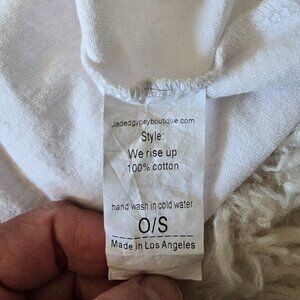 Jadedgypsyboutique.com
Style:
We rise up
100% cotton
hand wash in cold water
O/S
Made in Los Angeles